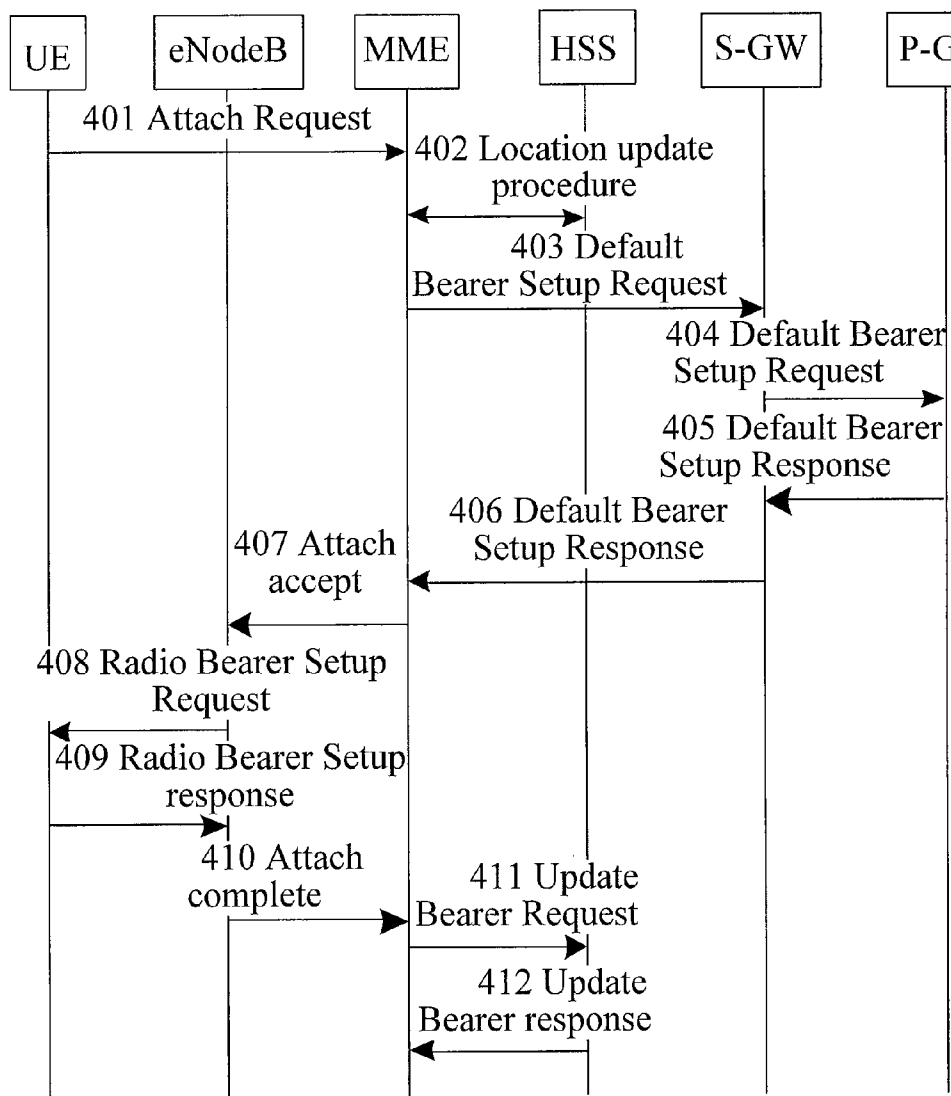 UE
eNodeB
MME
HSS
S-GW
P-G
401 Attach Request
402 Location update
procedure
403 Default
Bearer Setup Request
404 Default Bearer
Setup Request
405 Default Bearer
Setup Response
406 Default Bearer
Setup Response
407 Attach
accept
408 Radio Bearer Setup
Request
409 Radio Bearer Setup
response
410 Attach
complete
411 Update
Bearer Request
412 Update
Bearer response